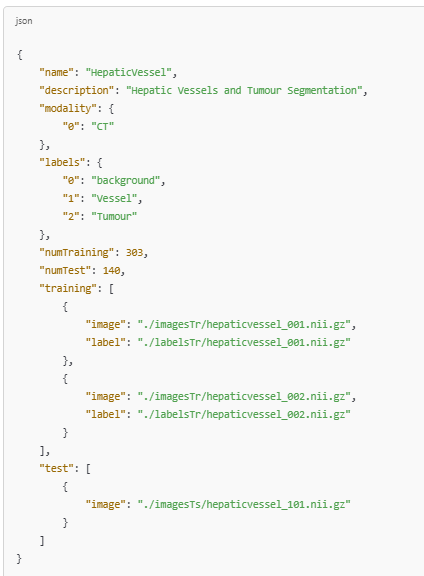 json
{
    "name": "HepaticVessel",
    "description": "Hepatic Vessels and Tumour Segmentation",
    "modality": {
        "0": "CT"
    },
    "labels": {
        "0": "background",
        "1": "Vessel",
        "2": "Tumour"
    },
    "numTraining": 303,
    "numTest": 140,
    "training": [
        {
            "image": "./imagesTr/hepaticvessel_001.nii.gz",
            "label": "./labelsTr/hepaticvessel_001.nii.gz"
        },
        {
            "image": "./imagesTr/hepaticvessel_002.nii.gz",
            "label": "./labelsTr/hepaticvessel_002.nii.gz"
        }
    ],
    "test": [
        {
            "image": "./imagesTs/hepaticvessel_101.nii.gz"
        }
    ]
}